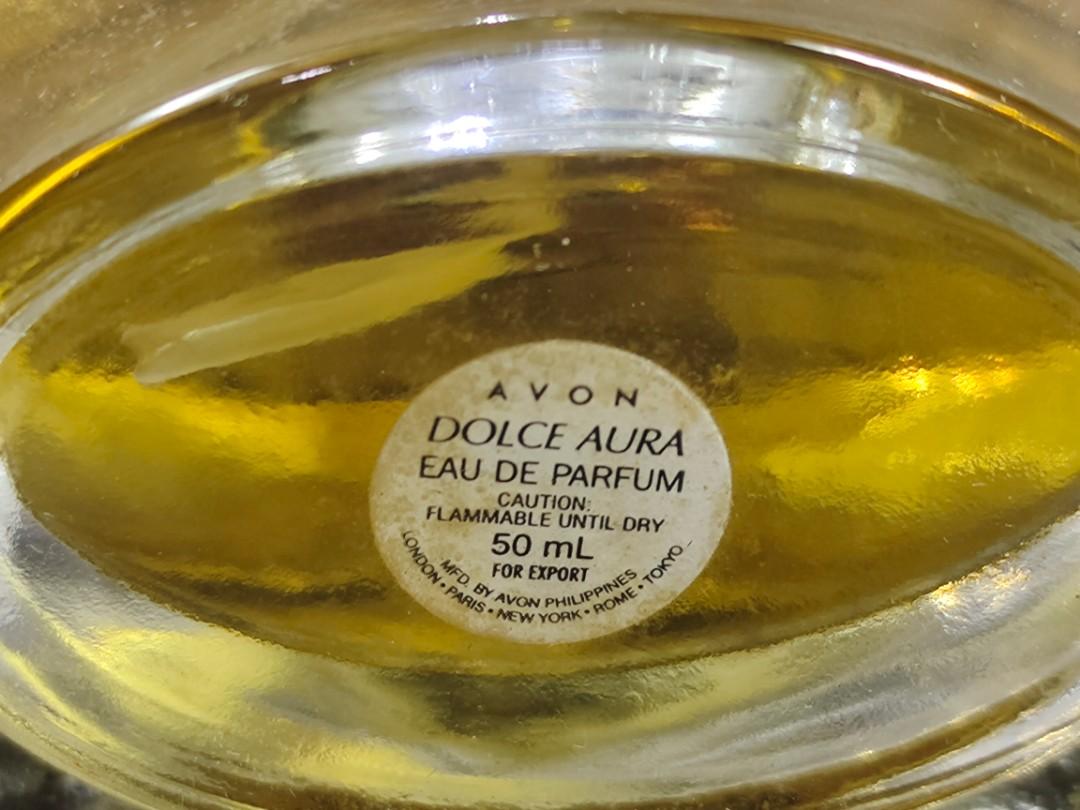 AVON
DOLCE AURA
EAU DE PARFUM
CAUTION:
FLAMMABLE UNTIL DRY
50 mL
FOR EXPORT
MFD. BY AVON PHILIPPINES
LONDON • PARIS • NEW YORK • ROME • TOKYO